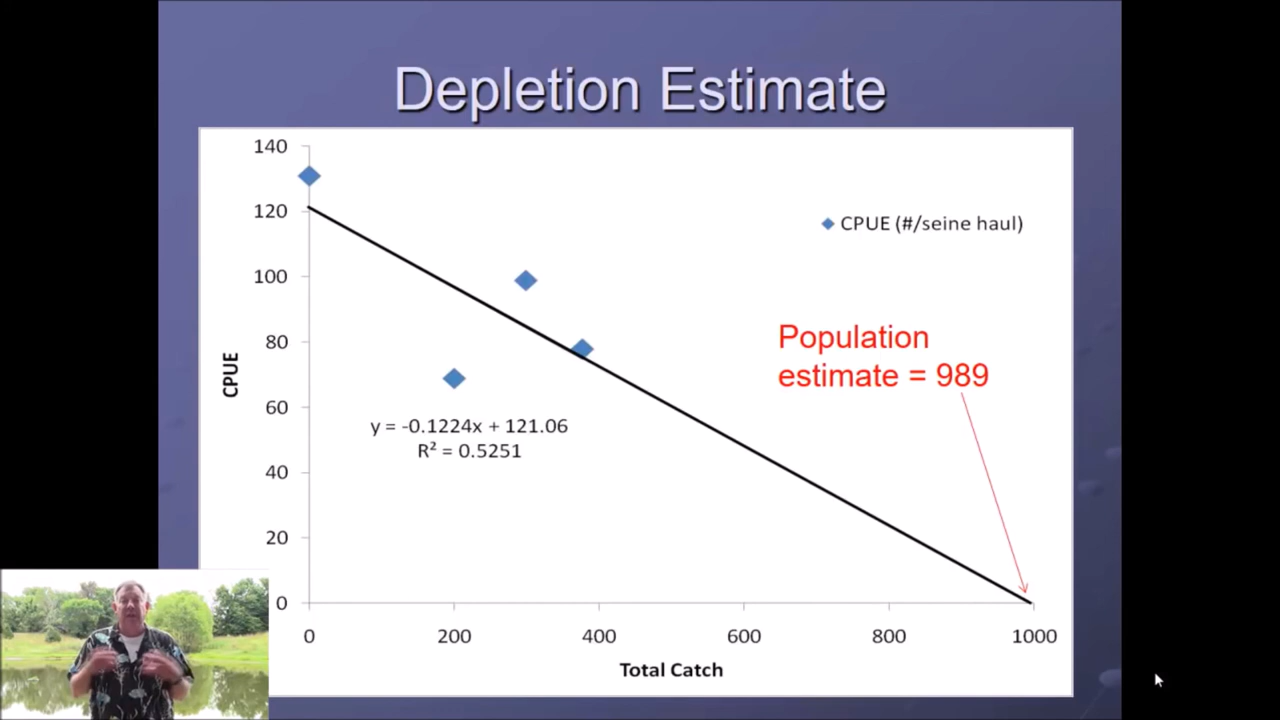 Depletion Estimate
140
120
100
80
60
40
20
0
CPUE
CPUE (#/seine haul)
Population
estimate = 989
y = -0.1224x + 121.06
R² = 0.5251
0 200 400 600 800 1000
Total Catch